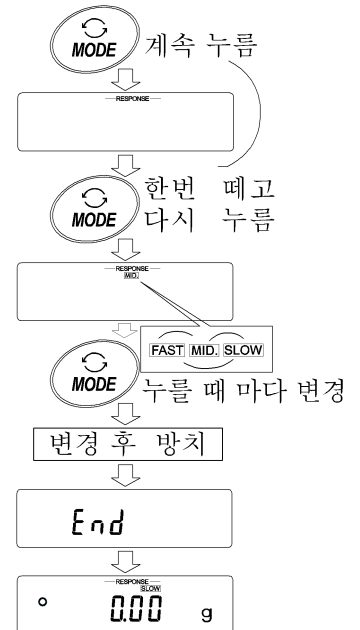 MODE 계속 누름
RESPONSE
MODE 한번 떼고
다시 누름
RESPONSE
MID.
FAST MID. SLOW
MODE 누를 때 마다 변경
변경 후 방치
End
RESPONSE
SLOW
0.00 g